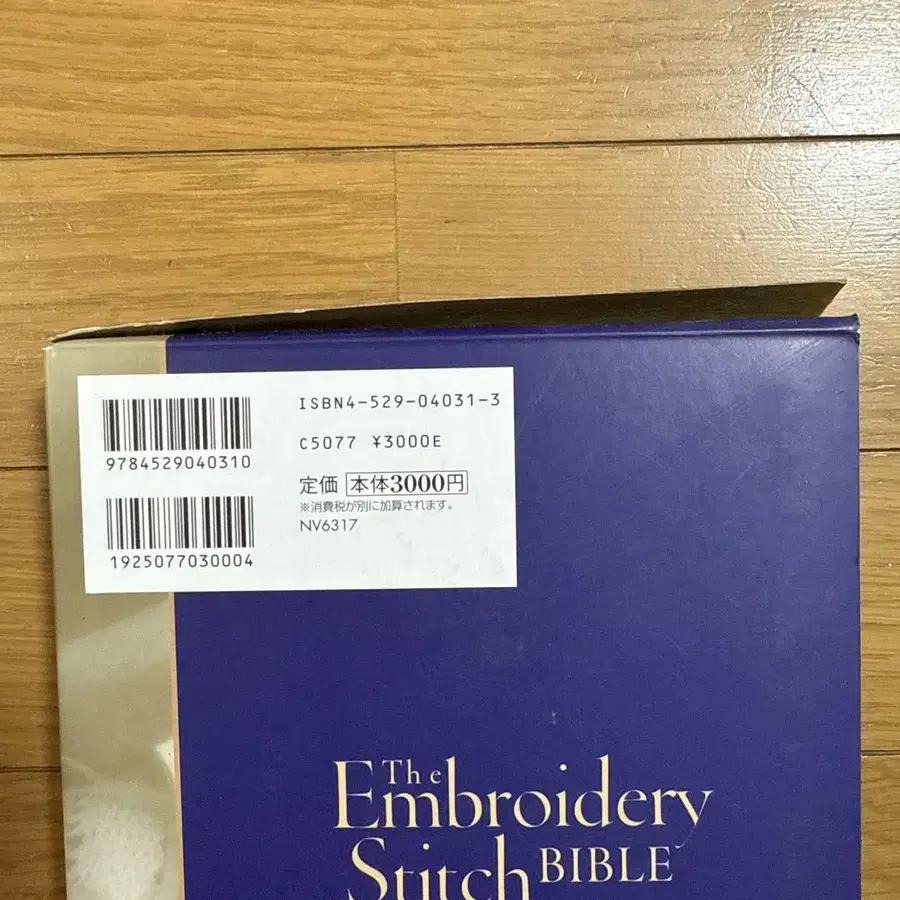 ISBN4-529-04031-3
9784529040310
C5077 ¥3000E
定価 本体3000円
※消費税が別に加算されます。
NV6317
1925077030004
The
Embroidery
Stitch BIBLE